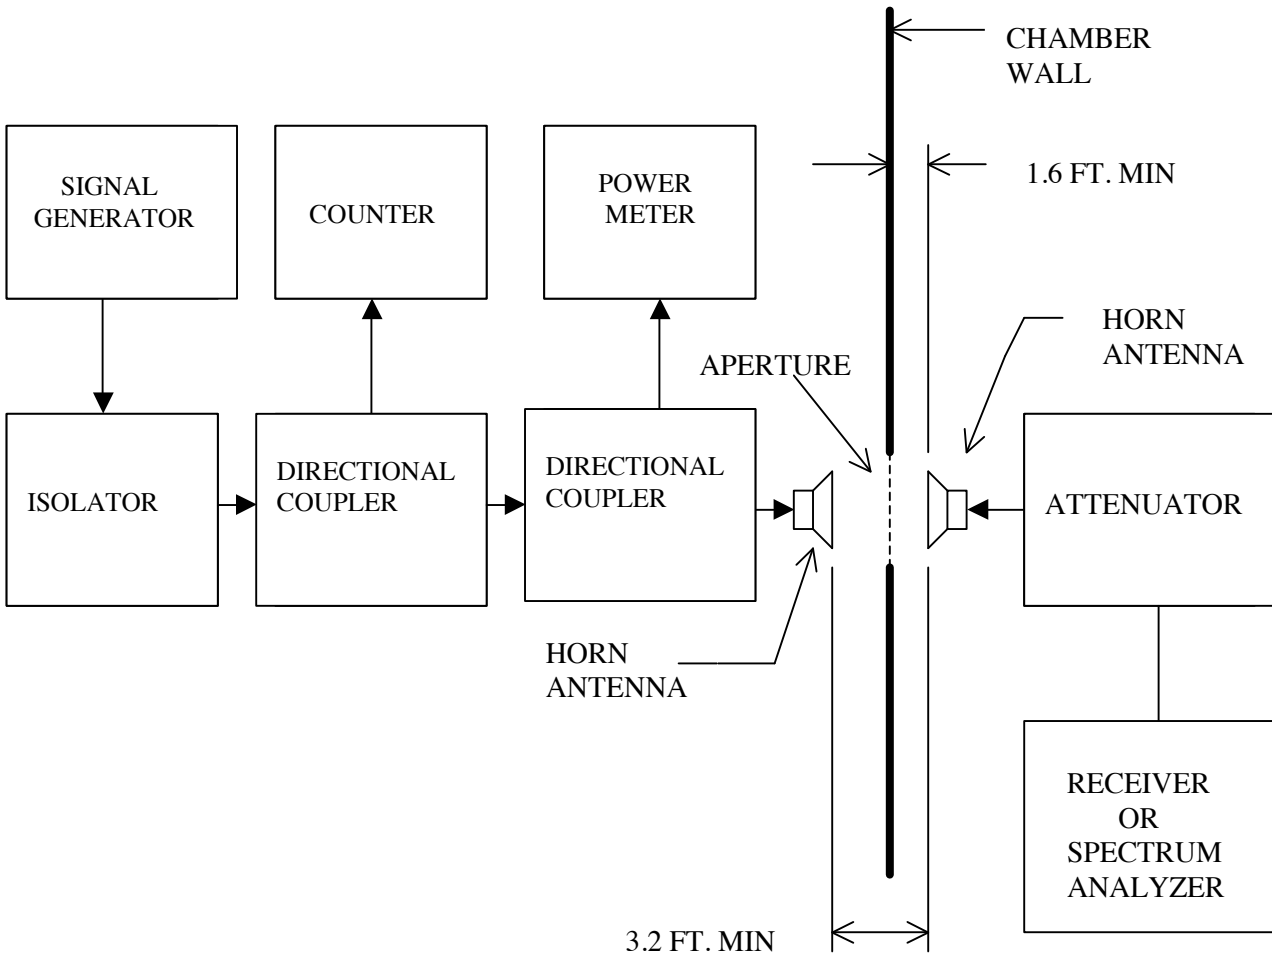 CHAMBER
WALL
1.6 FT. MIN
SIGNAL
GENERATOR
COUNTER
POWER
METER
HORN
ANTENNA
APERTURE
ISOLATOR
DIRECTIONAL
COUPLER
DIRECTIONAL
COUPLER
ATTENUATOR
HORN
ANTENNA
RECEIVER
OR
SPECTRUM
ANALYZER
3.2 FT. MIN